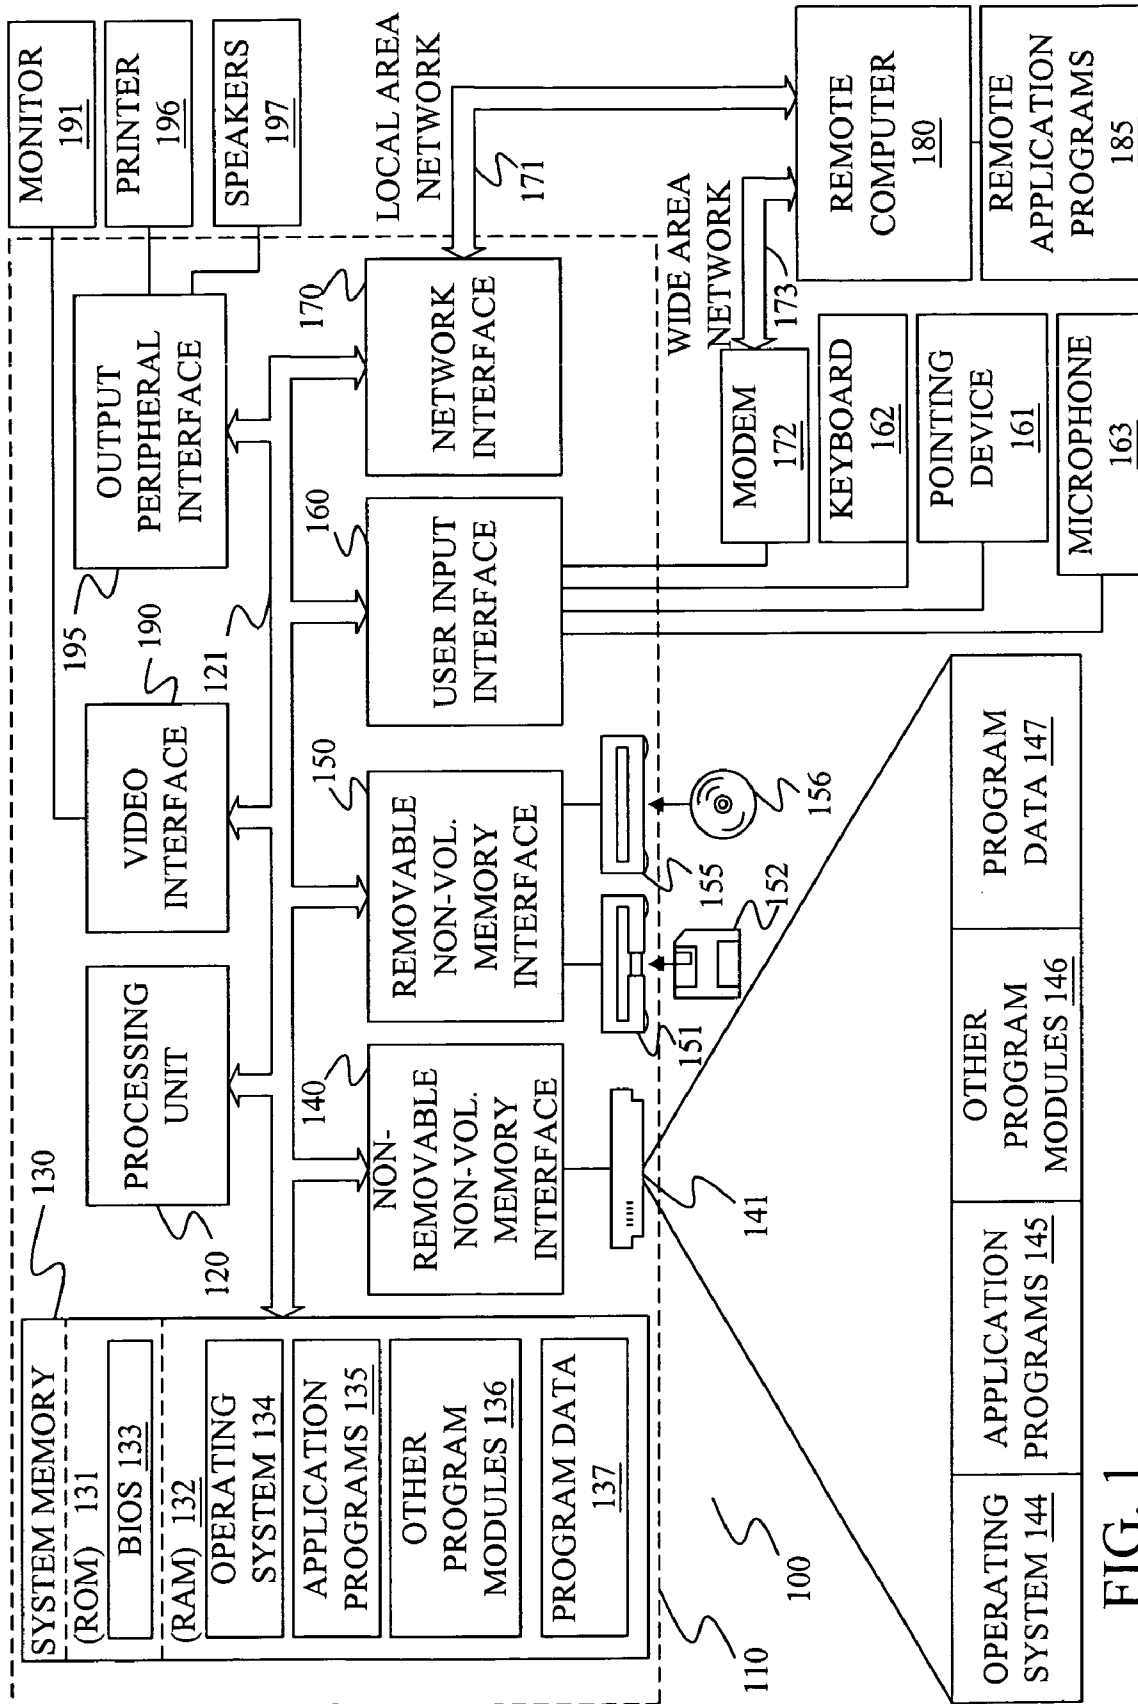 SYSTEM MEMORY
(ROM) 131
BIOS 133
(RAM) 132
OPERATING
SYSTEM 134
APPLICATION
PROGRAMS 135
OTHER
PROGRAM
MODULES 136
PROGRAM DATA
137
130
PROCESSING
UNIT
120
VIDEO
INTERFACE
190
OUTPUT
PERIPHERAL
INTERFACE
195
121
MONITOR
191
PRINTER
196
SPEAKERS
197
140
NON-
REMOVABLE
NON-VOL.
MEMORY
INTERFACE
150
REMOVABLE
NON-VOL.
MEMORY
INTERFACE
160
USER INPUT
INTERFACE
170
NETWORK
INTERFACE
LOCAL AREA
NETWORK
171
WIDE AREA
NETWORK
173
141
151
152
155
156
MODEM
172
KEYBOARD
162
POINTING
DEVICE
161
MICROPHONE
163
REMOTE
COMPUTER
180
REMOTE
APPLICATION
PROGRAMS
185
110
100
OPERATING
SYSTEM 144
APPLICATION
PROGRAMS 145
OTHER
PROGRAM
MODULES 146
PROGRAM
DATA 147
FIG. 1